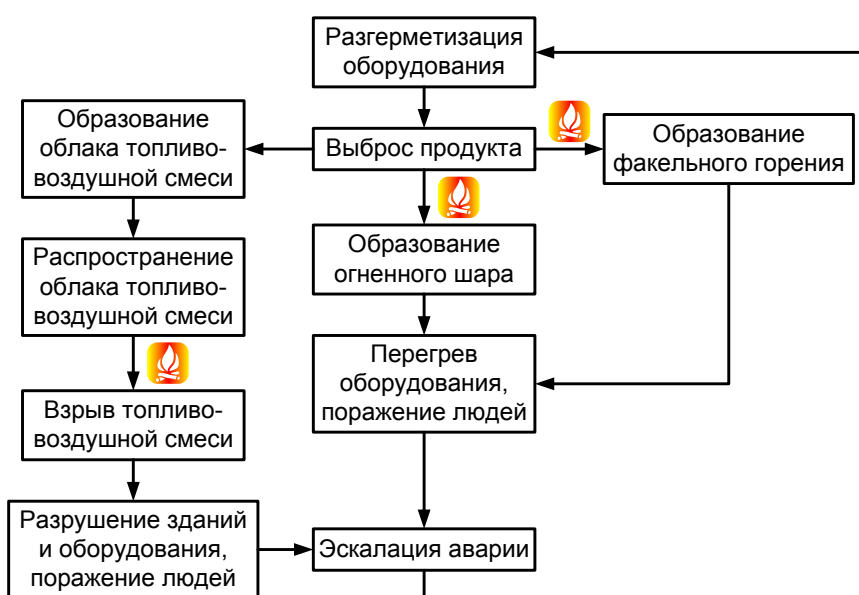 Разгерметизация
оборудования
Образование
облака топливо-
воздушной смеси
Выброс продукта
Образование
факельного горения
Распространение
облака топливо-
воздушной смеси
Образование
огненного шара
Взрыв топливо-
воздушной смеси
Перегрев
оборудования,
поражение людей
Разрушение зданий
и оборудования,
поражение людей
Эскалация аварии